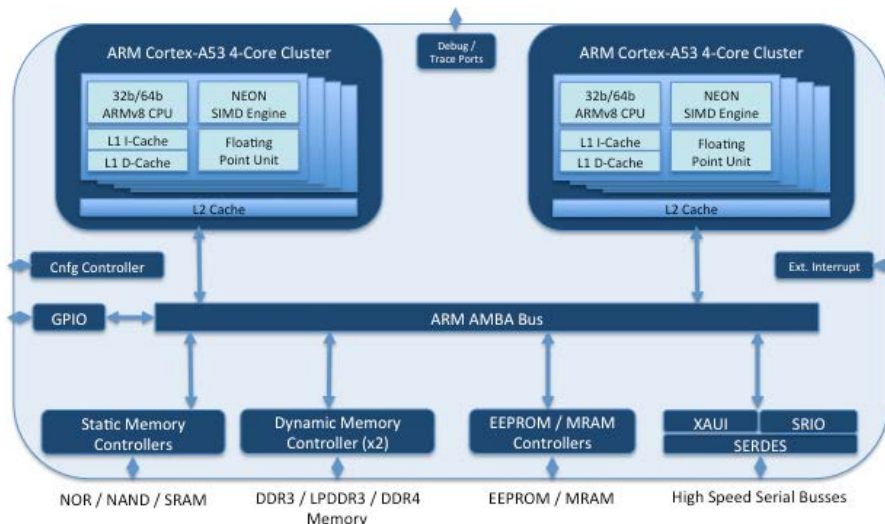 ARM Cortex-A53 4-Core Cluster
32b/64b
ARMv8 CPU
NEON
SIMD Engine
L1 I-Cache
L1 D-Cache
Floating
Point Unit
L2 Cache
Debug /
Trace Ports
ARM Cortex-A53 4-Core Cluster
32b/64b
ARMv8 CPU
NEON
SIMD Engine
L1 I-Cache
L1 D-Cache
Floating
Point Unit
L2 Cache
Cnfg Controller
Ext. Interrupt
GPIO
ARM AMBA Bus
Static Memory
Controllers
Dynamic Memory
Controller (x2)
EEPROM / MRAM
Controllers
XAUI
SRIO
SERDES
NOR / NAND / SRAM
DDR3 / LPDDR3 / DDR4
Memory
EEPROM / MRAM
High Speed Serial Busses